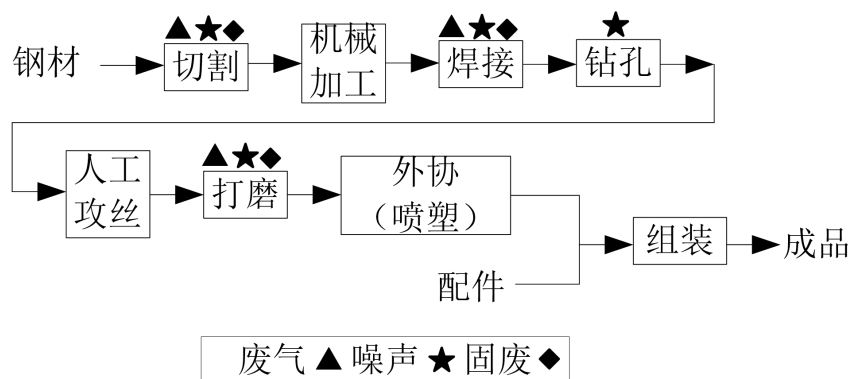 钢材
切割
机械
加工
焊接
钻孔
人工
攻丝
打磨
外协
（喷塑）
配件
组装
成品
废气▲噪声★固废◆